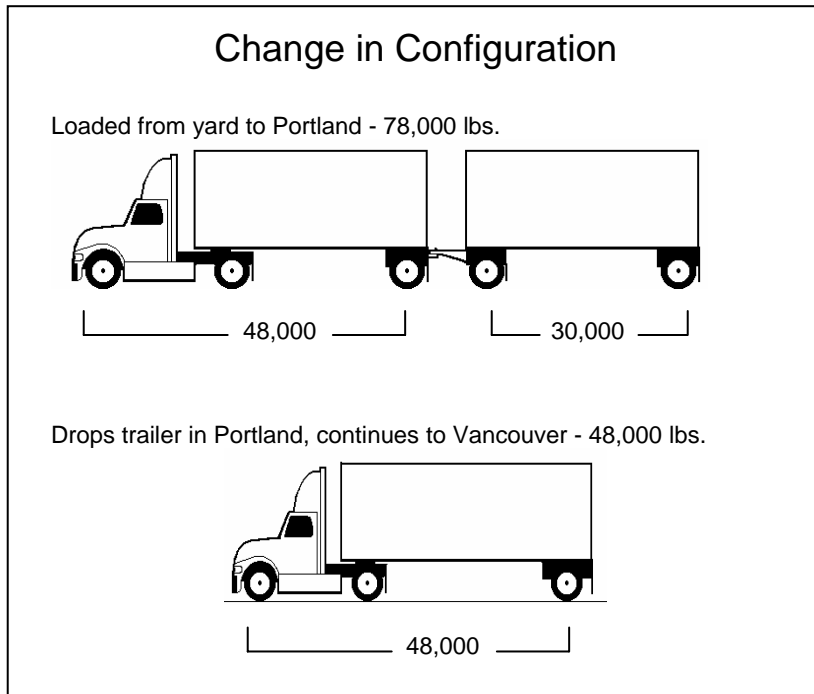 Change in Configuration
Loaded from yard to Portland - 78,000 lbs.
48,000 30,000
Drops trailer in Portland, continues to Vancouver - 48,000 lbs.
48,000